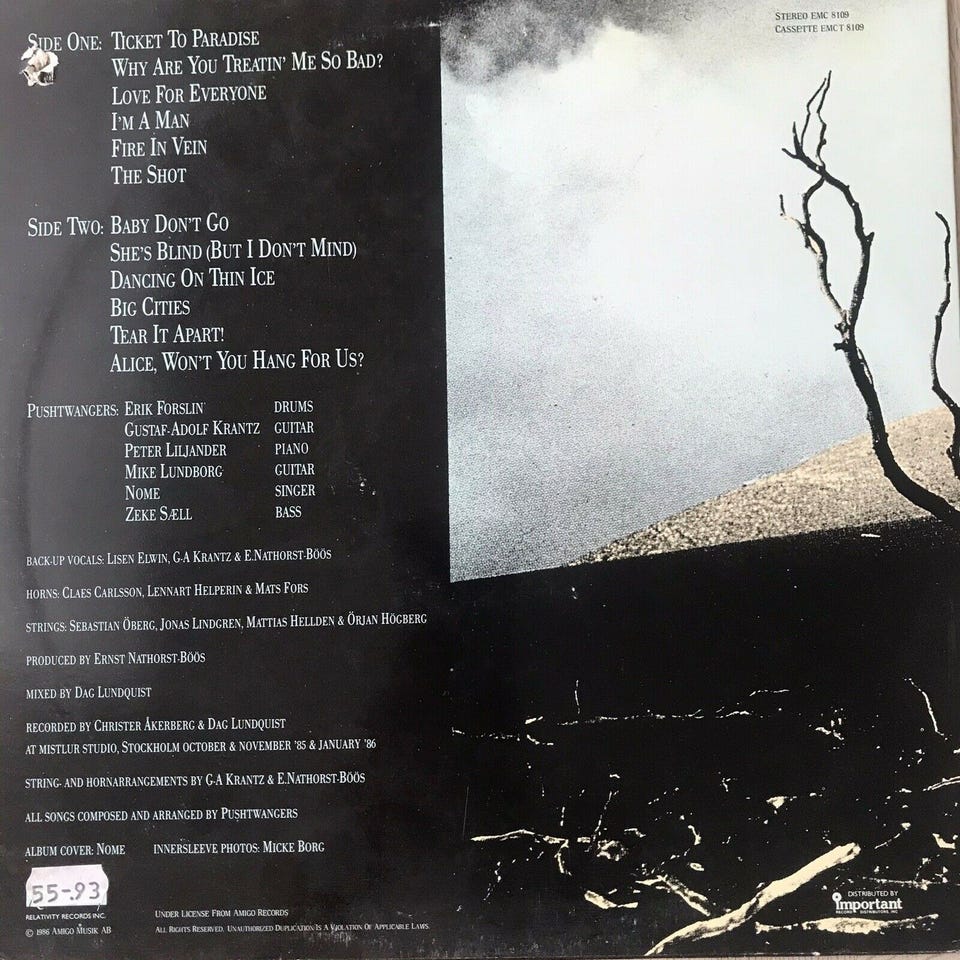 STEREO EMC 8109
CASSETTE EMCT 8109
SIDE ONE: TICKET TO PARADISE
WHY ARE YOU TREATIN' ME SO BAD?
LOVE FOR EVERYONE
I'M A MAN
FIRE IN VEIN
THE SHOT
SIDE TWO: BABY DON'T GO
SHE'S BLIND (BUT I DON'T MIND)
DANCING ON THIN ICE
BIG CITIES
TEAR IT APART!
ALICE, WON'T YOU HANG FOR US?
PUSHTWANGERS: ERIK FORSLIN DRUMS
GUSTAF-ADOLF KRANTZ GUITAR
PETER LILJANDER PIANO
MIKE LUNDBORG GUITAR
NOME SINGER
ZEKE SÆLL BASS
BACK-UP VOCALS: LISEN ELWIN, G-A KRANTZ & E.NATHORST-BÖÖS
HORNS: CLAES CARLSSON, LENNART HELPERIN & MATS FORS
STRINGS: SEBASTIAN ÖBERG, JONAS LINDGREN, MATTIAS HELLDEN & ÖRJAN HÖGBERG
PRODUCED BY ERNST NATHORST-BÖÖS
MIXED BY DAG LUNDQUIST
RECORDED BY CHRISTER ÅKERBERG & DAG LUNDQUIST
AT MISTLUR STUDIO, STOCKHOLM OCTOBER & NOVEMBER '85 & JANUARY '86
STRING- AND HORNARRANGEMENTS BY G-A KRANTZ & E.NATHORST-BÖÖS
ALL SONGS COMPOSED AND ARRANGED BY PUSHTWANGERS
ALBUM COVER: NOME INNERSLEEVE PHOTOS: MICKE BORG
55-.93
RELATIVITY RECORDS INC.
© 1986 AMIGO MUSIK AB
UNDER LICENSE FROM AMIGO RECORDS
ALL RIGHTS RESERVED. UNAUTHORIZED DUPLICATION IS A VIOLATION OF APPLICABLE LAWS.
DISTRIBUTED BY
important
RECORD DISTRIBUTORS, INC